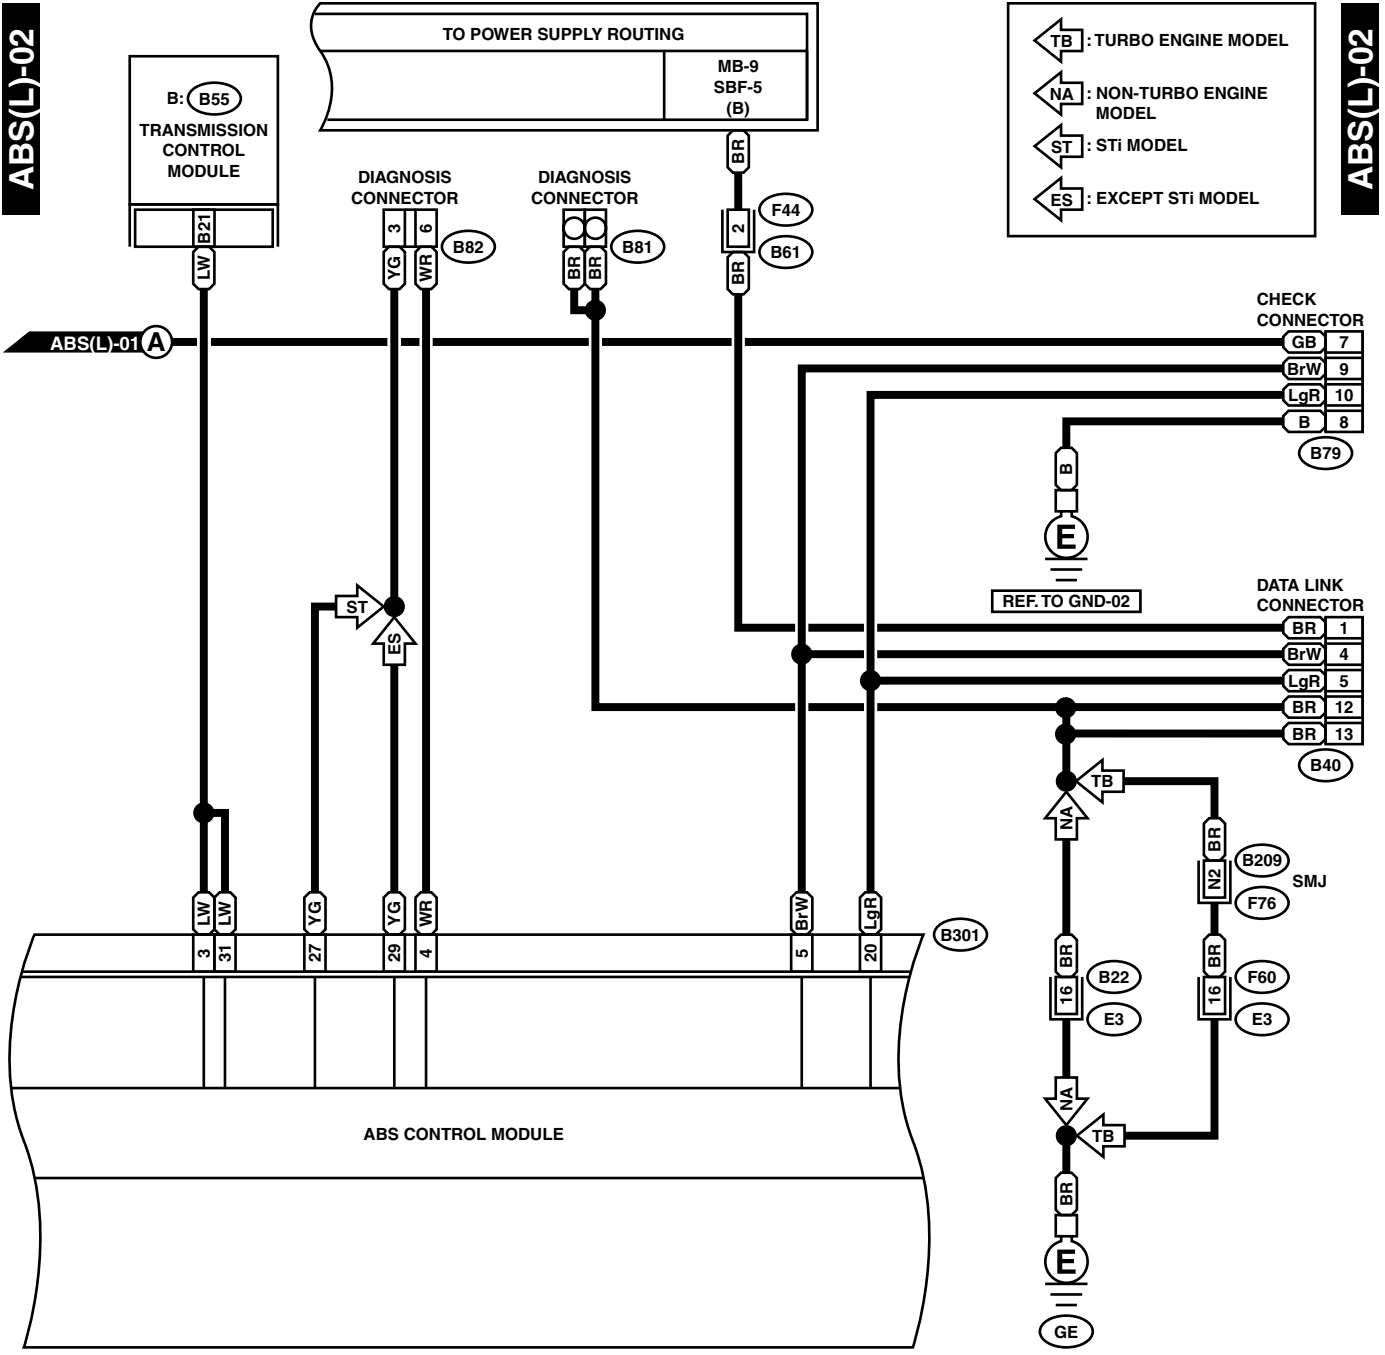 ABS(L)-02
ABS(L)-02
TO POWER SUPPLY ROUTING
MB-9
SBF-5
(B)
TB : TURBO ENGINE MODEL
NA : NON-TURBO ENGINE
MODEL
ST : STi MODEL
ES : EXCEPT STi MODEL
B: B55
TRANSMISSION
CONTROL
MODULE
B21
LW
DIAGNOSIS
CONNECTOR
3 6
B82
YG WR
DIAGNOSIS
CONNECTOR
B81
BR BR
BR
2
F44
B61
BR
ABS(L)-01 A
CHECK
CONNECTOR
GB 7
BrW 9
LgR 10
B 8
B79
B
E
REF. TO GND-02
DATA LINK
CONNECTOR
BR 1
BrW 4
LgR 5
BR 12
BR 13
B40
ST
ES
TB
NA
BR
N2
B209
SMJ
F76
LW LW YG YG WR BrW LgR
3 31 27 29 4 5 20
B301
BR BR
16 B22 16 F60
E3 E3
NA
TB
ABS CONTROL MODULE
BR
E
GE